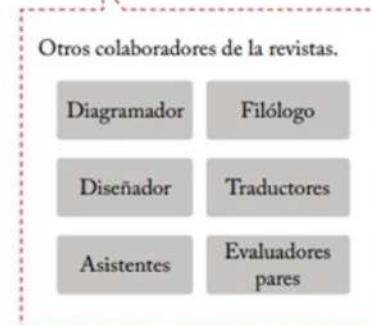 Otros colaboradores de la revistas.
Diagramador
Filólogo
Diseñador
Traductores
Asistentes
Evaluadores
pares